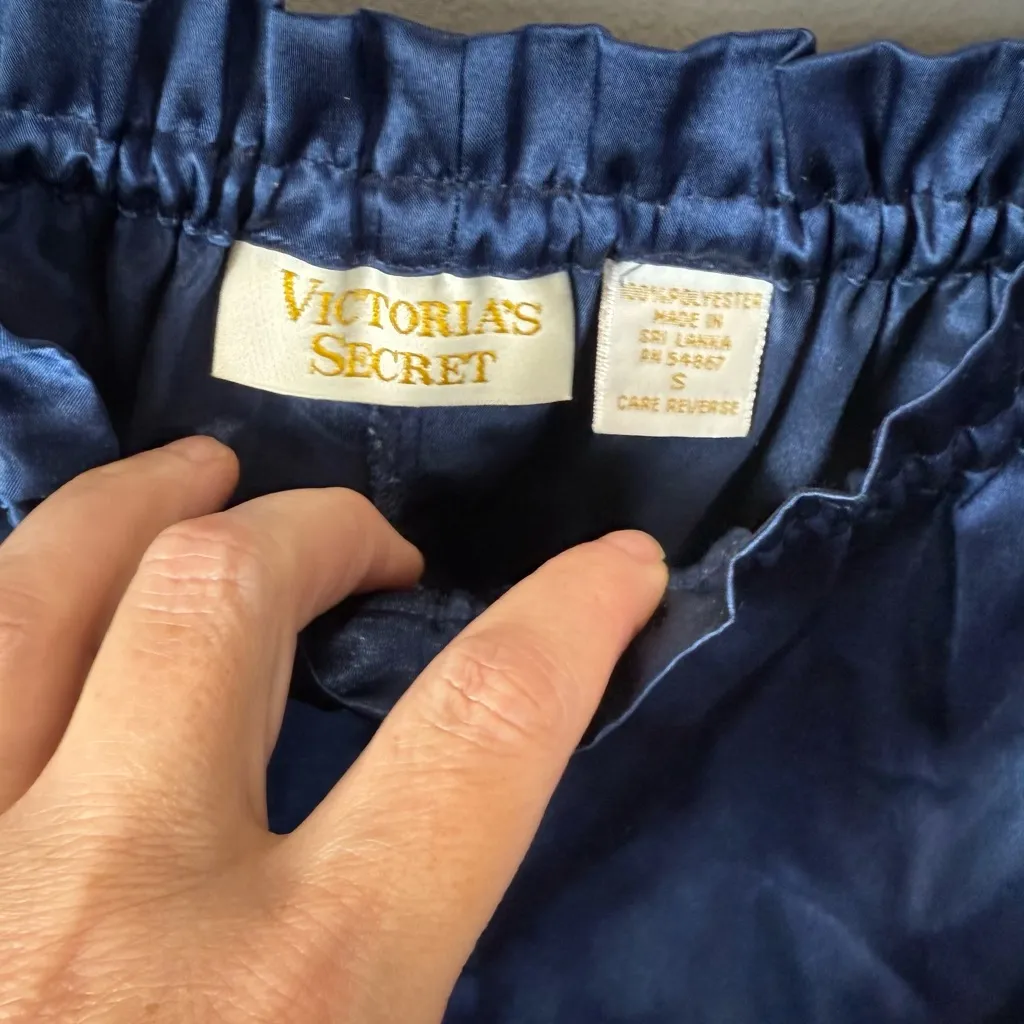 VICTORIA'S
SECRET
100% POLYESTER
MADE IN
SRI LANKA
RN 54867
S
CARE REVERSE